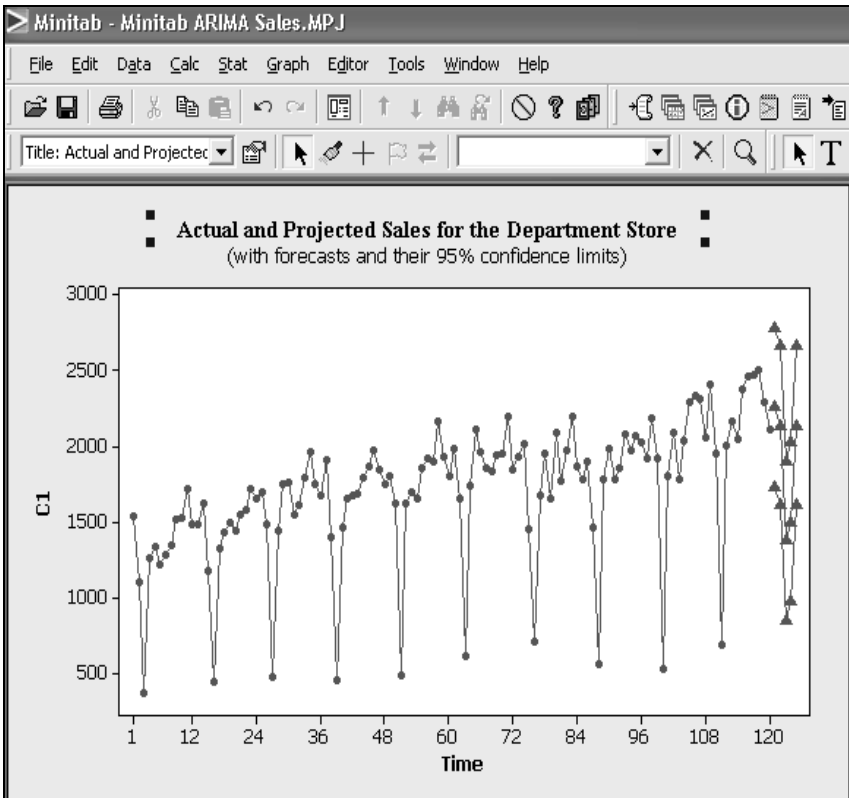 Minitab - Minitab ARIMA Sales.MPJ
File Edit Data Calc Stat Graph Editor Tools Window Help
Title: Actual and Projected
T
Actual and Projected Sales for the Department Store
(with forecasts and their 95% confidence limits)
3000
2500
2000
1500
1000
500
C1
1 12 24 36 48 60 72 84 96 108 120
Time